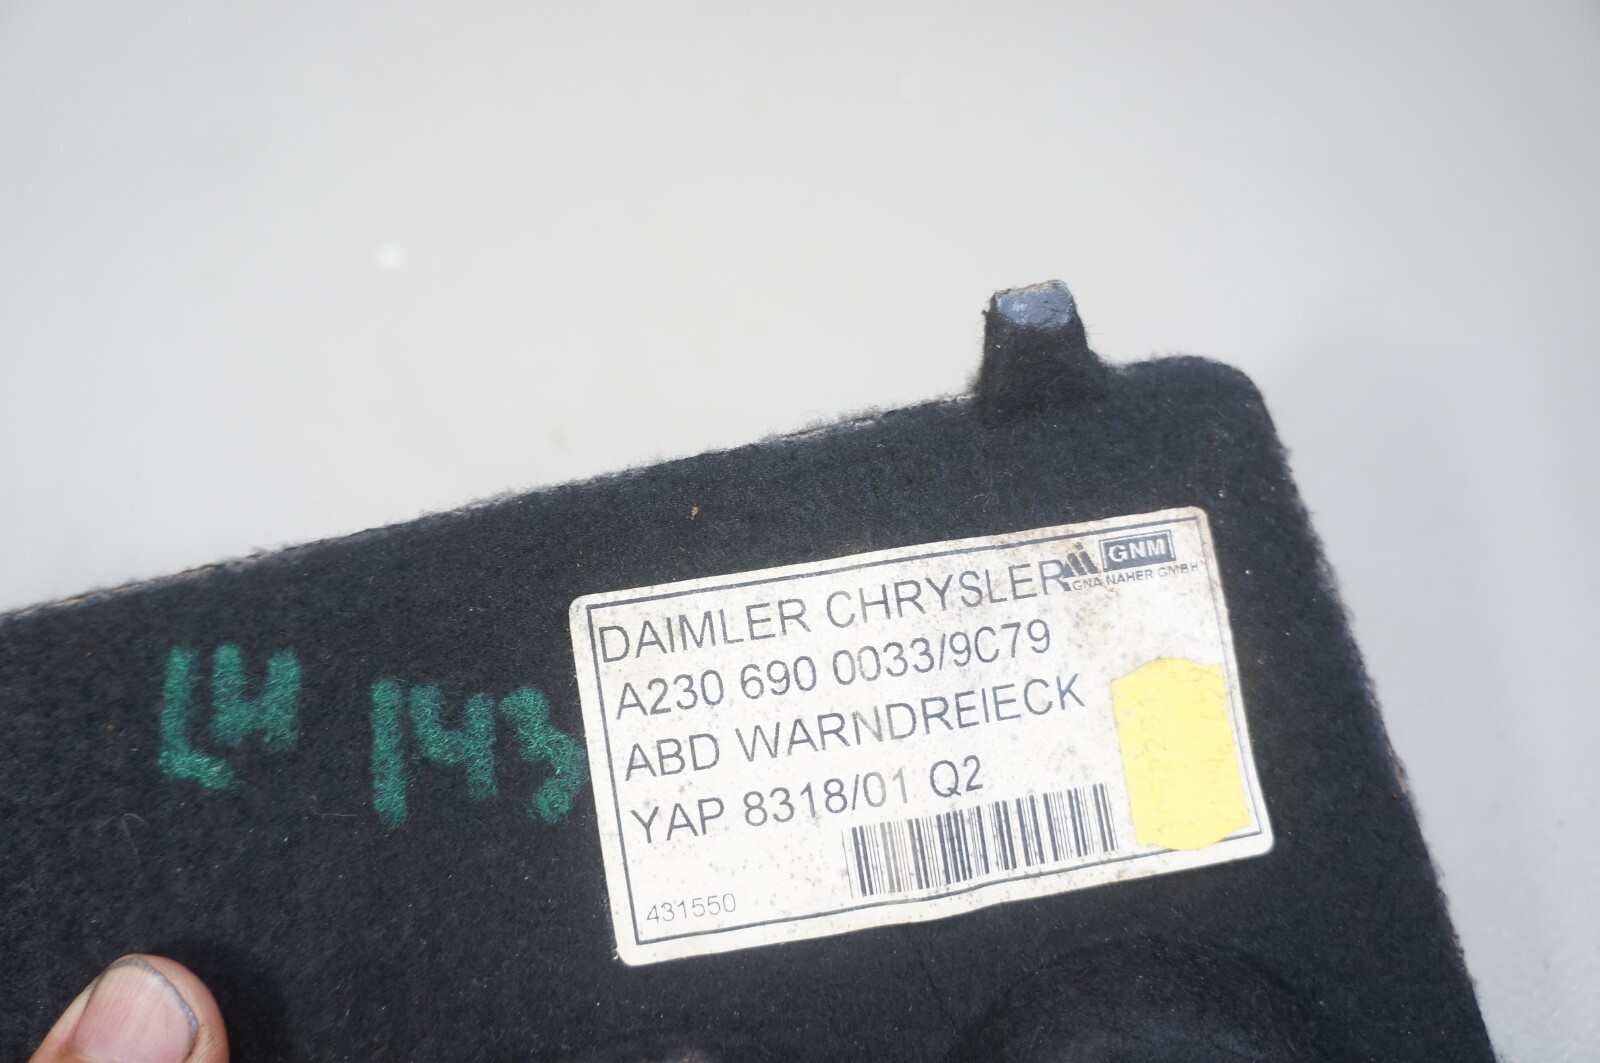 GNM
GNA NAHER GMBH
DAIMLER CHRYSLER
A230 690 0033/9C79
ABD WARNDREIECK
YAP 8318/01 Q2
431550
LH 143